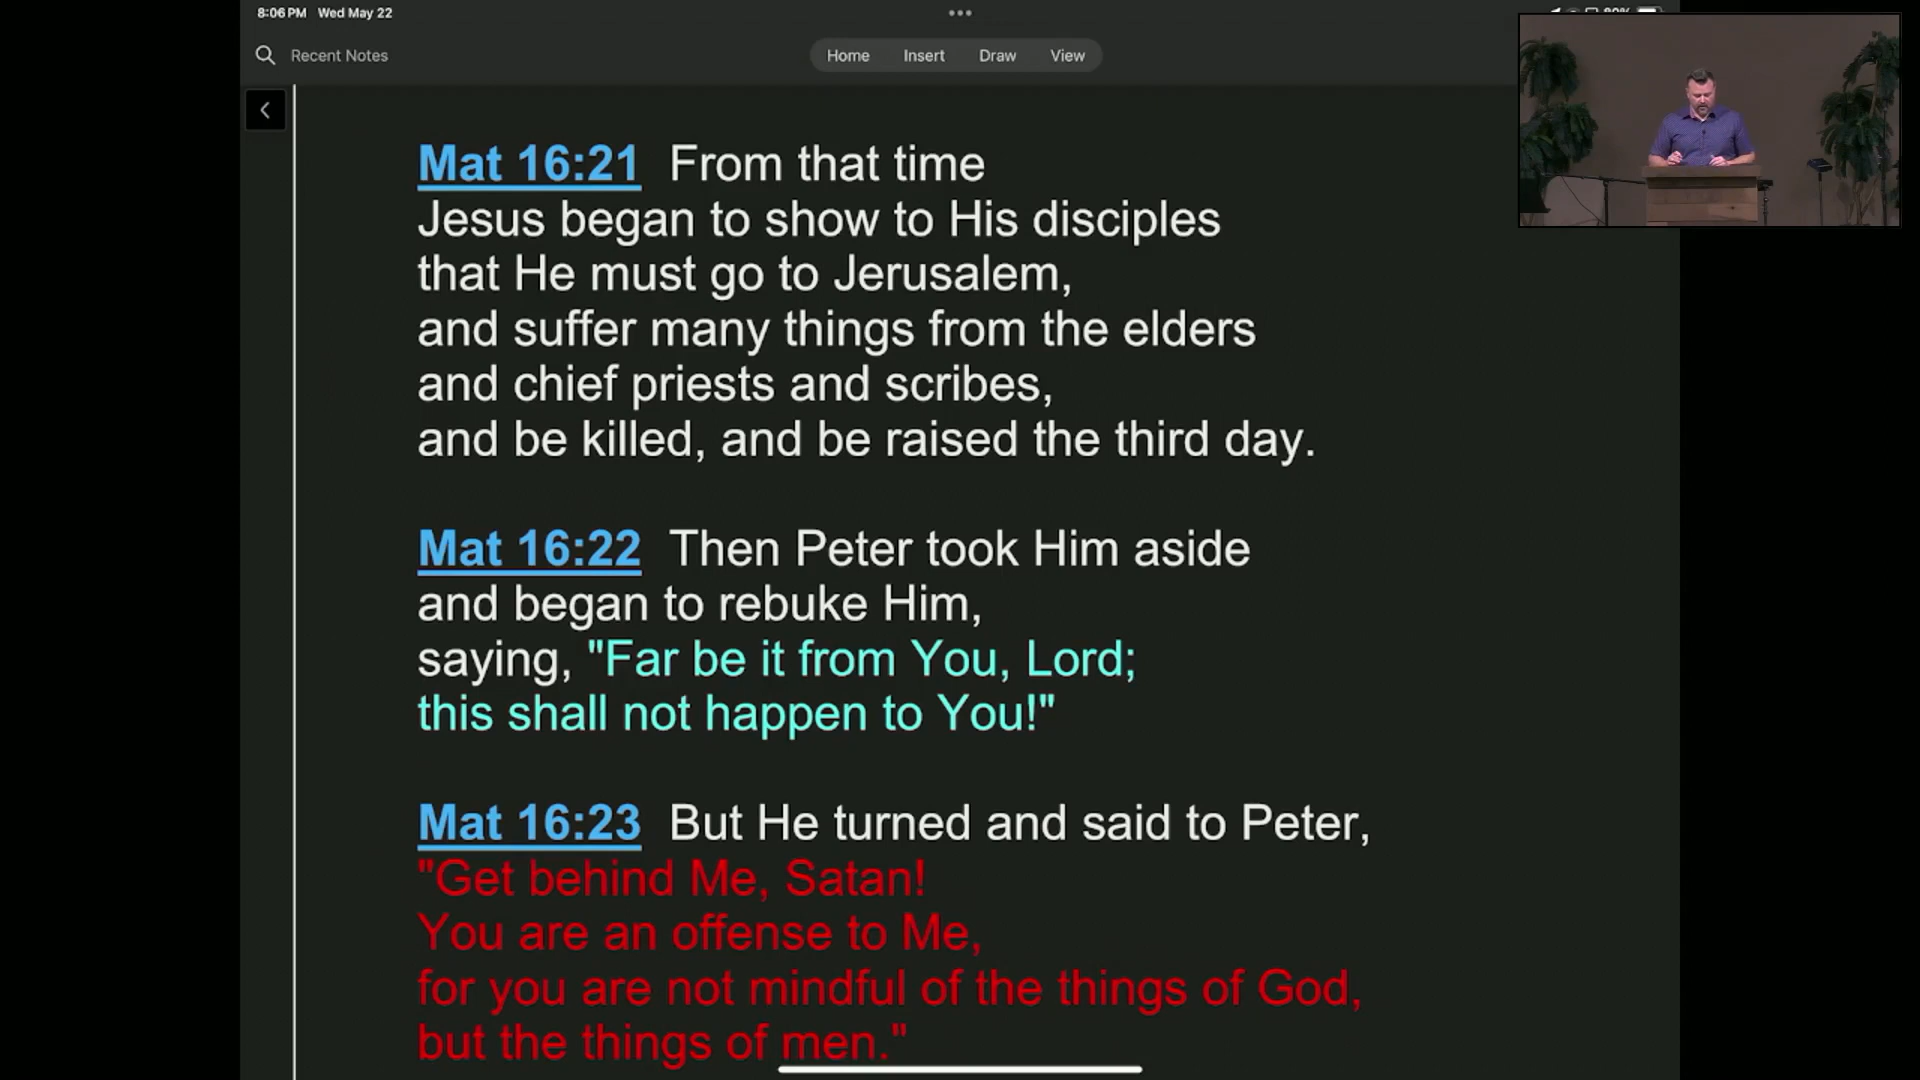 8:06 PM Wed May 22
Recent Notes
Home Insert Draw View
Mat 16:21 From that time
Jesus began to show to His disciples
that He must go to Jerusalem,
and suffer many things from the elders
and chief priests and scribes,
and be killed, and be raised the third day.
Mat 16:22 Then Peter took Him aside
and began to rebuke Him,
saying, "Far be it from You, Lord;
this shall not happen to You!"
Mat 16:23 But He turned and said to Peter,
"Get behind Me, Satan!
You are an offense to Me,
for you are not mindful of the things of God,
but the things of men."